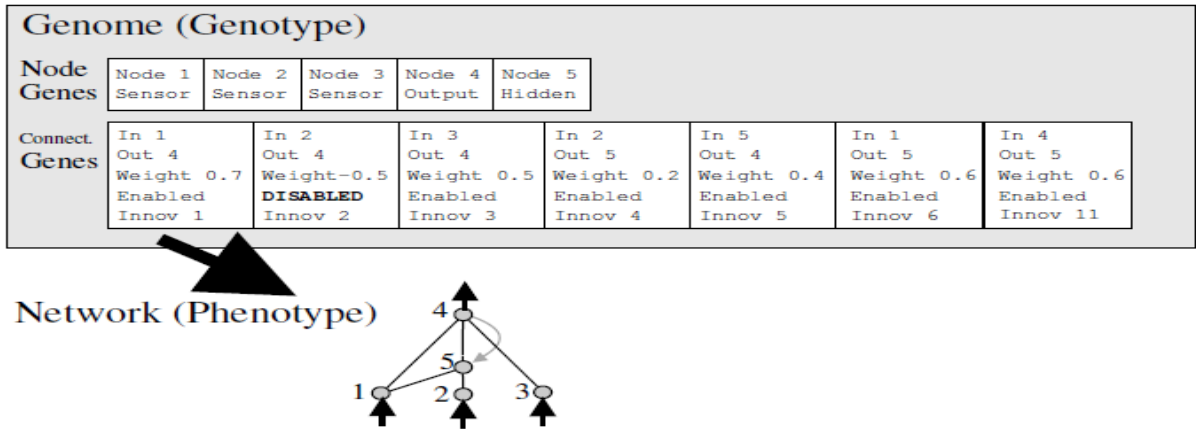 Genome (Genotype)
Node Genes
Node 1 Node 2 Node 3 Node 4 Node 5
Sensor Sensor Sensor Output Hidden
Connect. Genes
In 1 In 2 In 3 In 2 In 5 In 1 In 4
Out 4 Out 4 Out 4 Out 5 Out 4 Out 5 Out 5
Weight 0.7 Weight-0.5 Weight 0.5 Weight 0.2 Weight 0.4 Weight 0.6 Weight 0.6
Enabled DISABLED Enabled Enabled Enabled Enabled Enabled
Innov 1 Innov 2 Innov 3 Innov 4 Innov 5 Innov 6 Innov 11
Network (Phenotype)
4
5
1 2 3